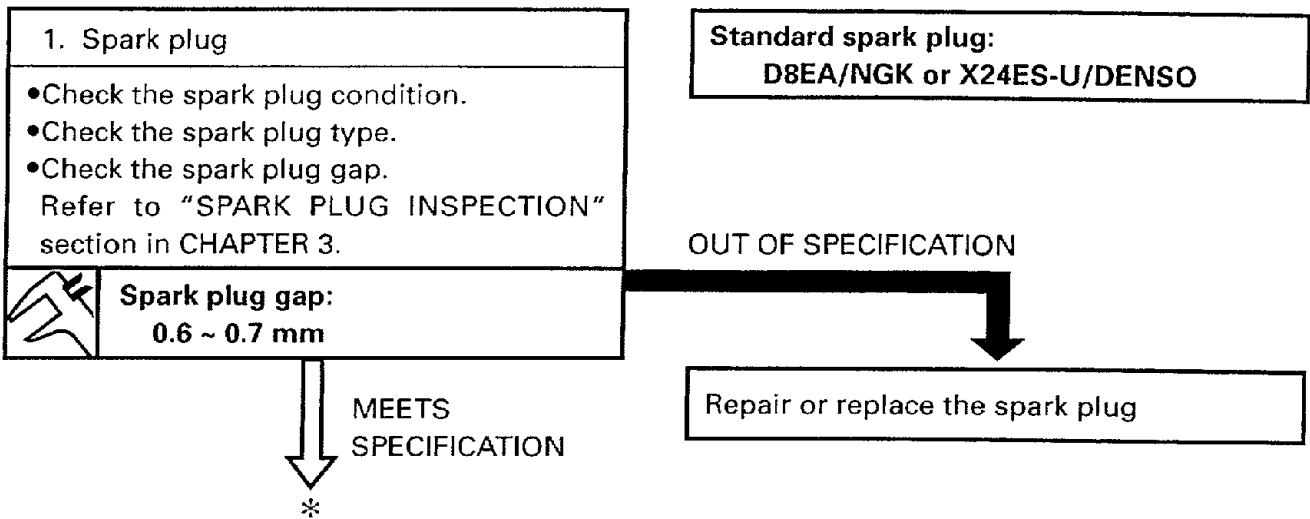 1. Spark plug
•Check the spark plug condition.
•Check the spark plug type.
•Check the spark plug gap.
Refer to "SPARK PLUG INSPECTION"
section in CHAPTER 3.
Spark plug gap:
0.6 ~ 0.7 mm
Standard spark plug:
D8EA/NGK or X24ES-U/DENSO
OUT OF SPECIFICATION
Repair or replace the spark plug
MEETS
SPECIFICATION
*